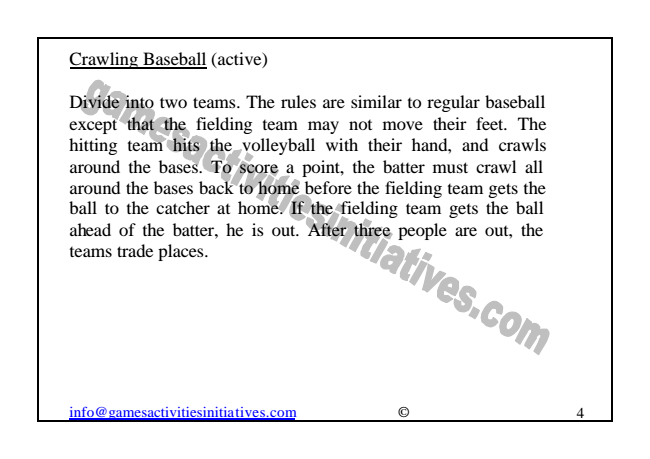 Crawling Baseball (active)
Divide into two teams. The rules are similar to regular baseball
except that the fielding team may not move their feet. The
hitting team hits the volleyball with their hand, and crawls
around the bases. To score a point, the batter must crawl all
around the bases back to home before the fielding team gets the
ball to the catcher at home. If the fielding team gets the ball
ahead of the batter, he is out. After three people are out, the
teams trade places.
gamesactivitiesinitiatives.com
info@gamesactivitiesinitiatives.com © 4